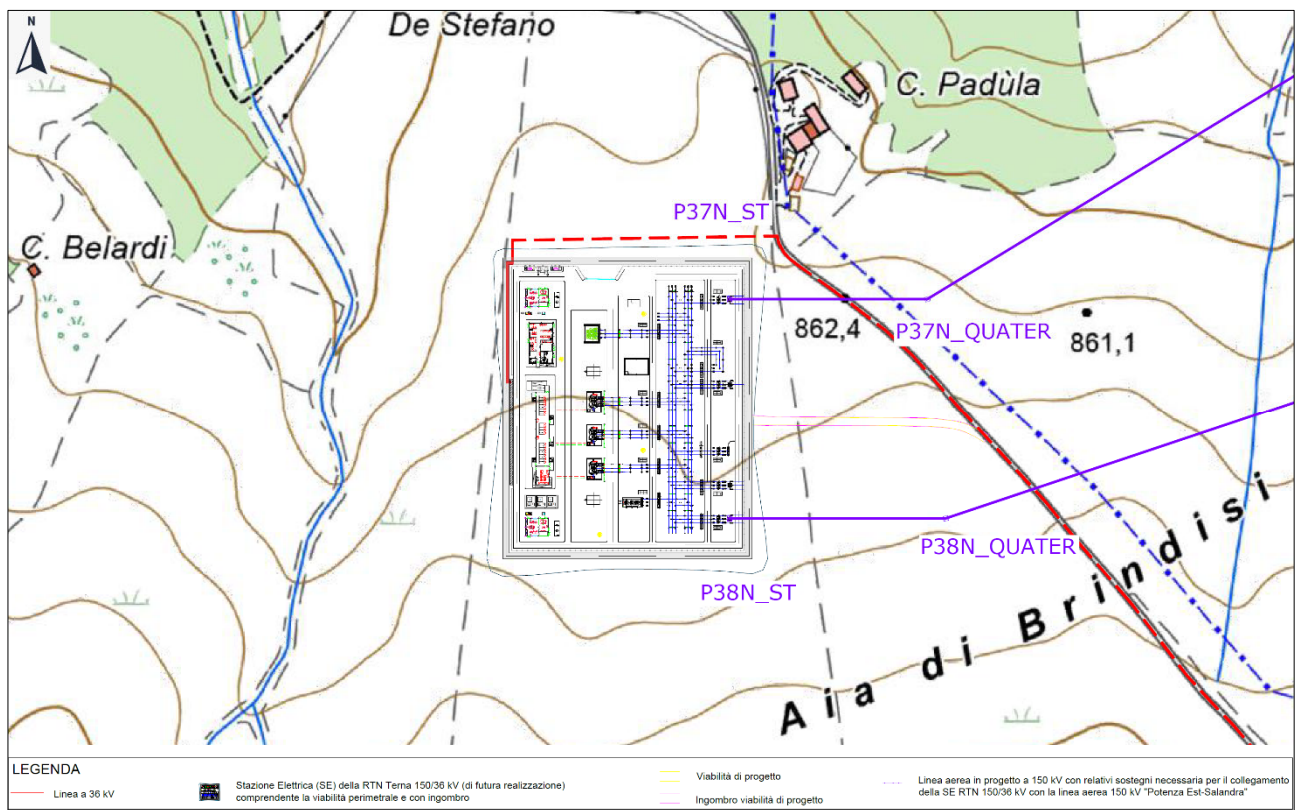 N
De Stefano
C. Padùla
P37N_ST
C. Belardi
862,4
P37N_QUATER
861,1
P38N_QUATER
P38N_ST
Aia di Brindisi
LEGENDA
Linea a 36 kV
Stazione Elettrica (SE) della RTN Terna 150/36 kV (di futura realizzazione)
comprendente la viabilità perimetrale e con ingombro
Viabilità di progetto
Ingombro viabilità di progetto
Linea aerea in progetto a 150 kV con relativi sostegni necessaria per il collegamento
della SE RTN 150/36 kV con la linea aerea 150 kV "Potenza Est-Salandra"